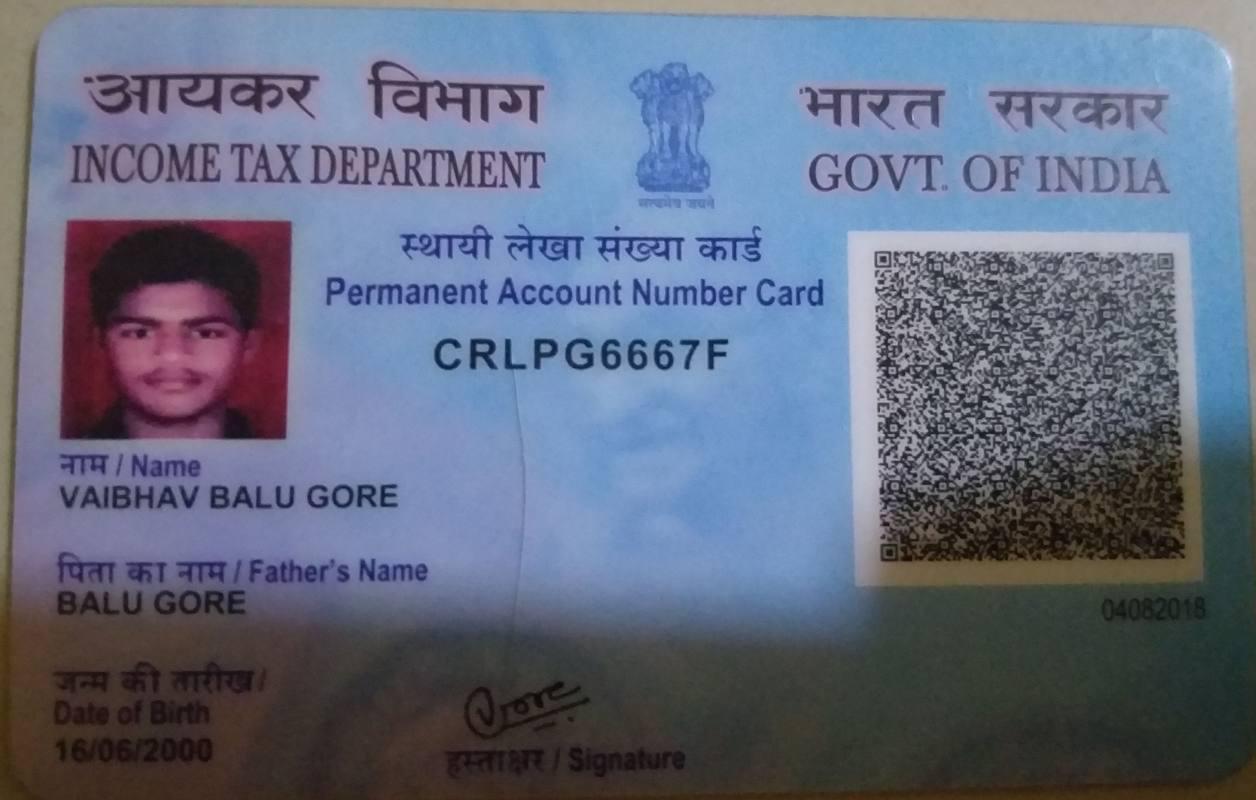 आयकर विभाग
INCOME TAX DEPARTMENT
सत्यमेव जयते
भारत सरकार
GOVT. OF INDIA
स्थायी लेखा संख्या कार्ड
Permanent Account Number Card
CRLPG6667F
नाम / Name
VAIBHAV BALU GORE
पिता का नाम / Father's Name
BALU GORE
04082018
जन्म की तारीख /
Date of Birth
16/06/2000
Gore
हस्ताक्षर / Signature